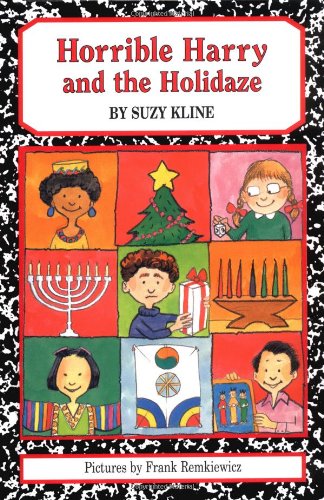 Horrible Harry
and the Holidaze
BY SUZY KLINE
Pictures by Frank Remkiewicz